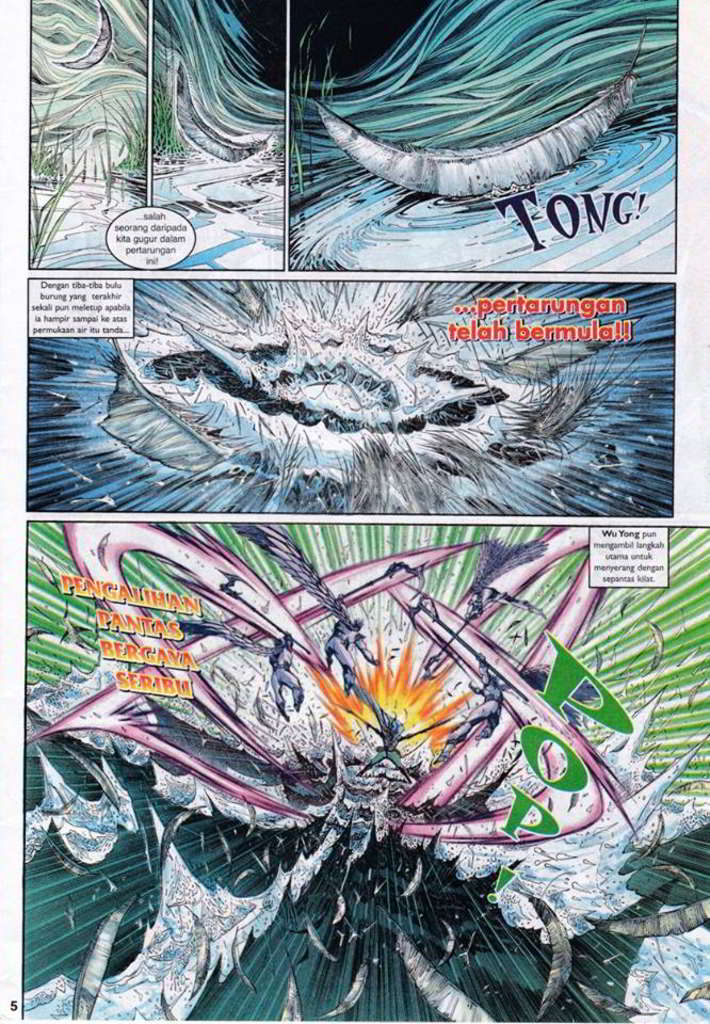 ...salah
seorang daripada
kita gugur dalam
pertarungan
ini!
TONG!
Dengan tiba-tiba bulu
burung yang terakhir
sekali pun meletup apabila
ia hampir sampai ke atas
permukaan air itu tanda...
...pertarungan
telah bermula!!
Wu Yong pun
mengambil langkah
utama untuk
menyerang dengan
sepantas kilat.
PENGALIHAN
PANTAS
BERGAYA
SERIBU
POP!
5